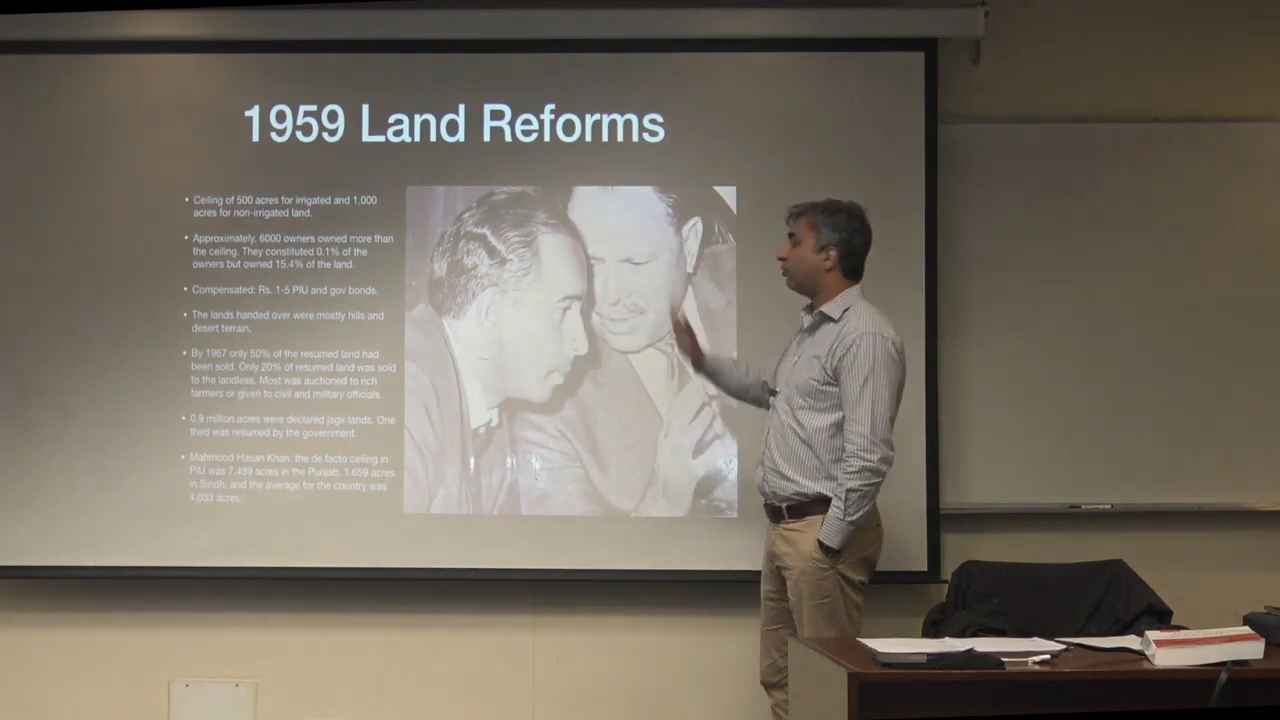 1959 Land Reforms
• Ceiling of 500 acres for irrigated and 1,000
acres for non-irrigated land.
• Approximately, 6000 owners owned more than
the ceiling. They constituted 0.1% of the
owners but owned 15.4% of the land.
• Compensated: Rs. 1-5 PIU and gov bonds.
• The lands handed over were mostly hills and
desert terrain.
• By 1967 only 50% of the resumed land had
been sold. Only 20% of resumed land was sold
to the landless. Most was auctioned to rich
farmers or given to civil and military officials.
• 0.9 million acres were declared jagir lands. One
third was resumed by the government.
• Mahmood Hasan Khan: the de facto ceiling in
PIU was 7,489 acres in the Punjab, 1.659 acres
in Sindh, and the average for the country was
4,033 acres.